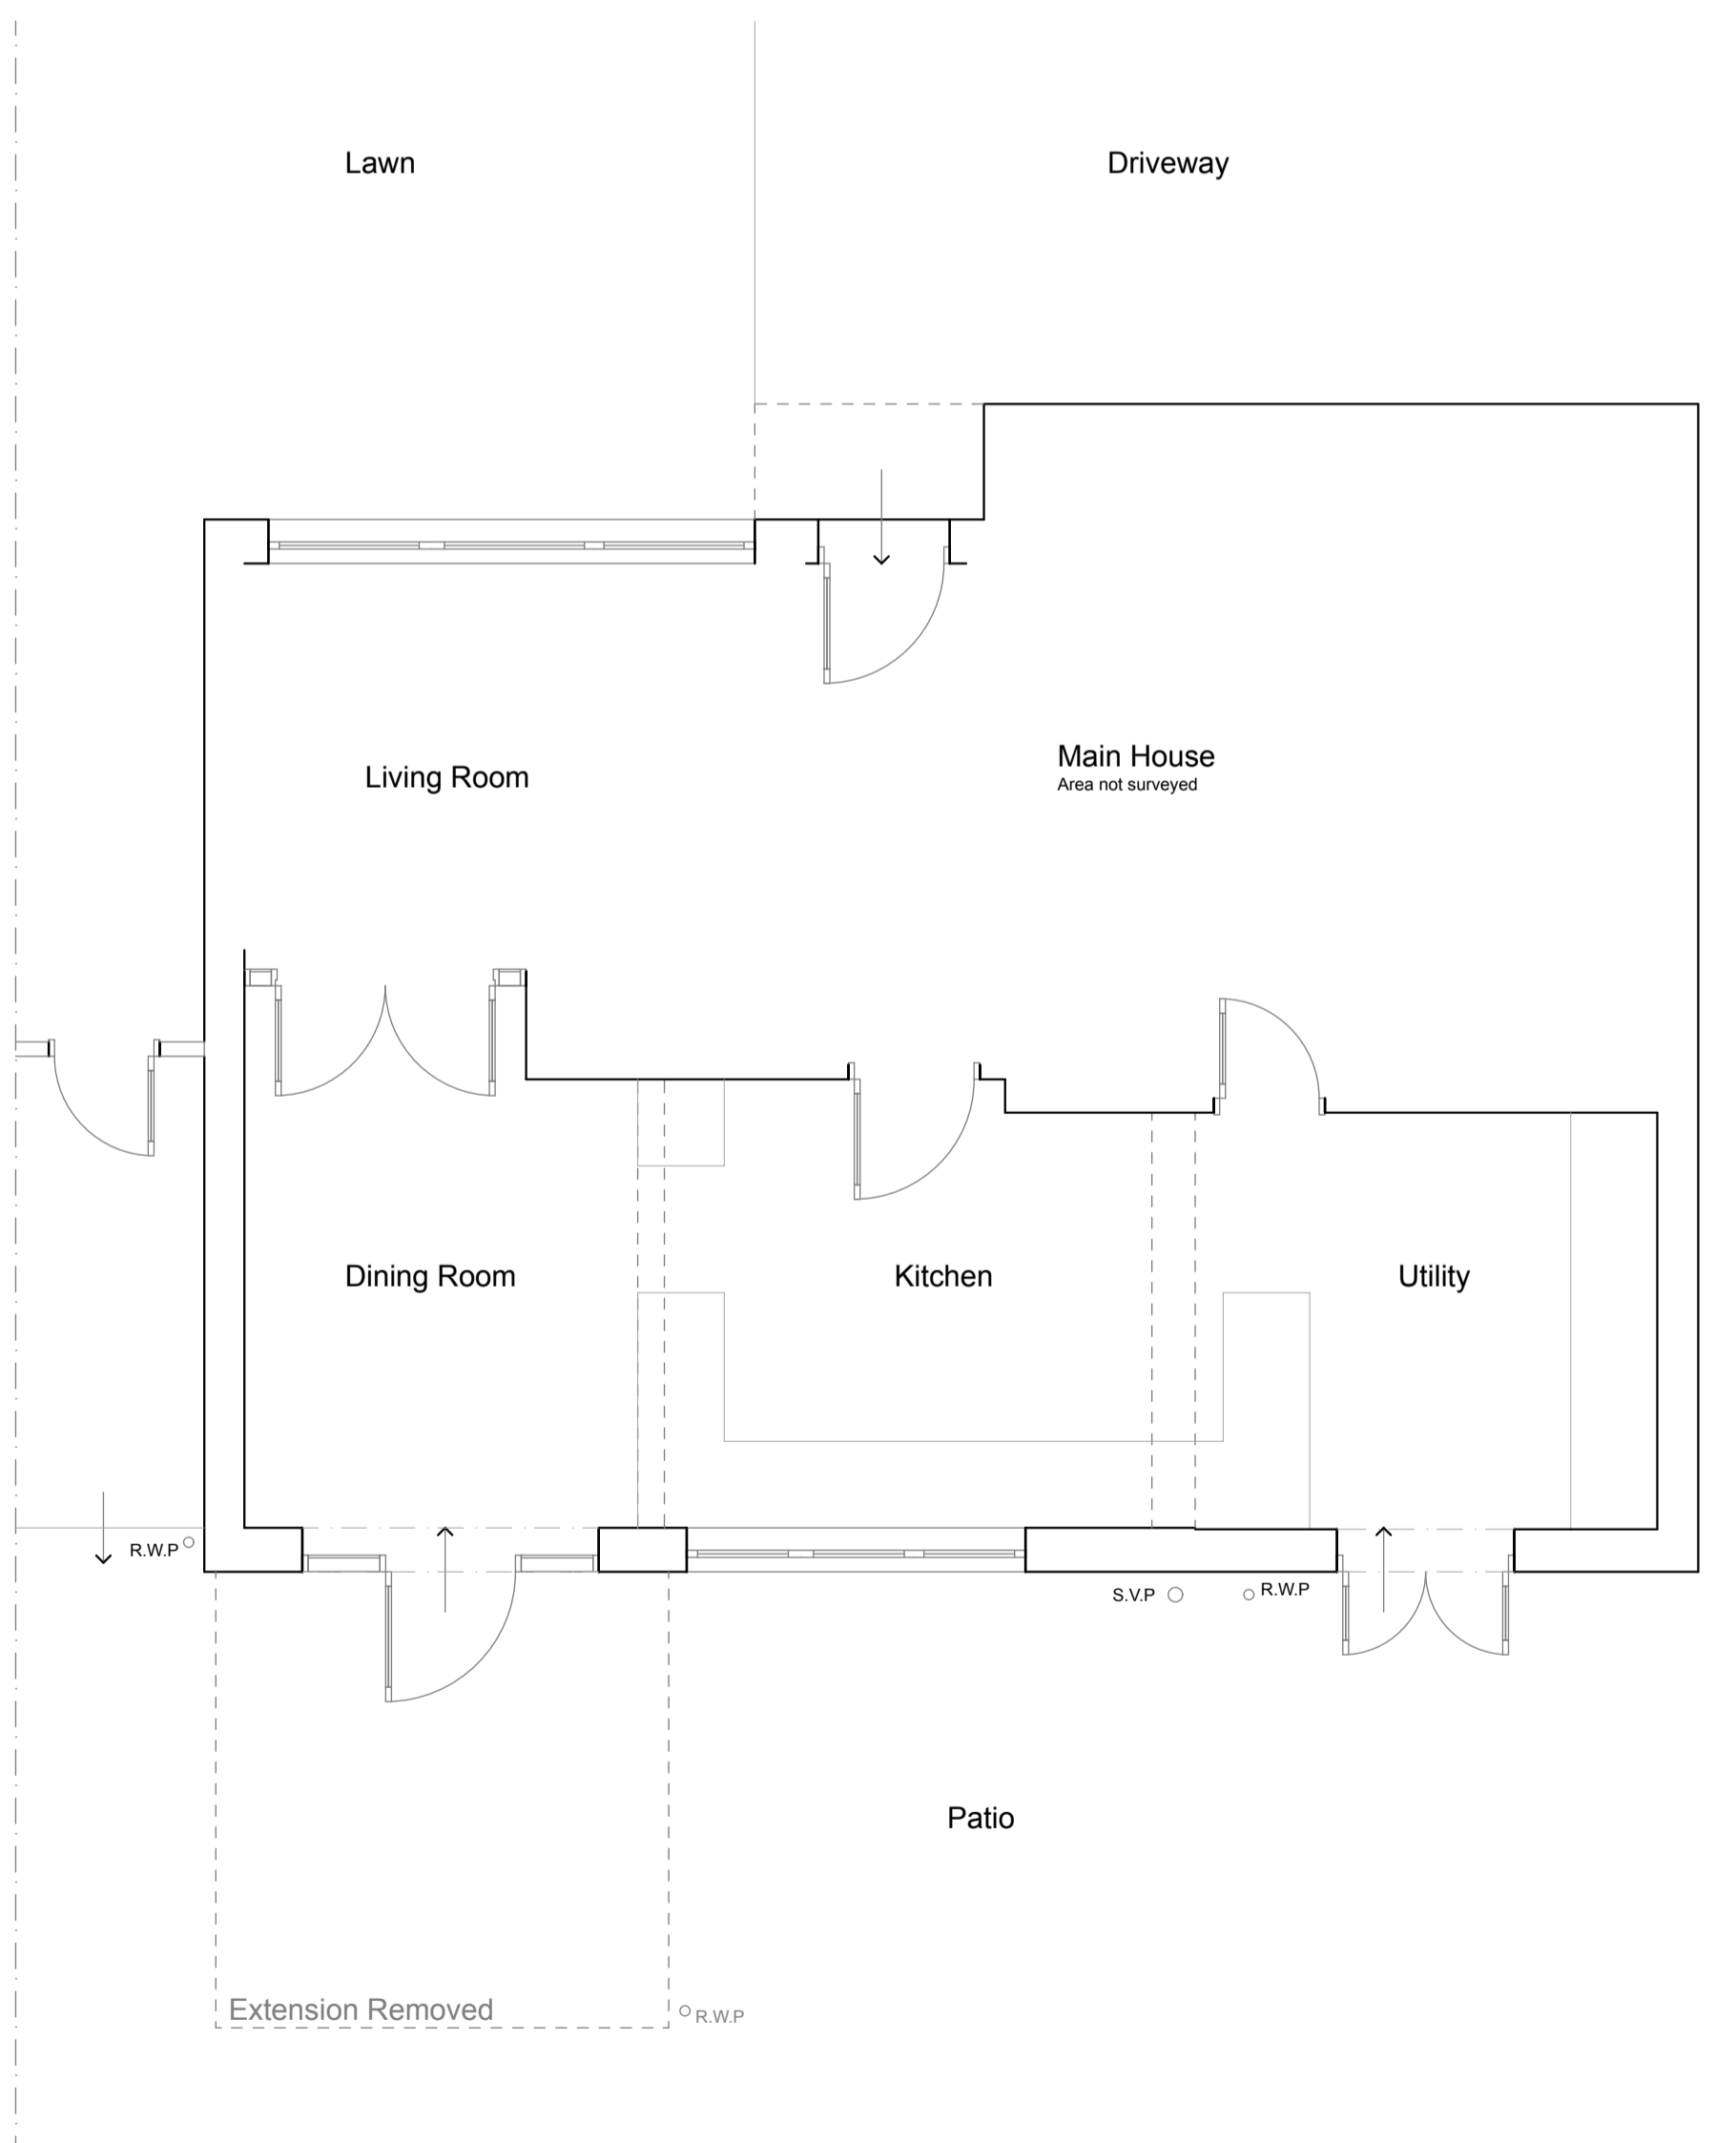 Lawn
Driveway
Living Room
Main House
Area not surveyed
Dining Room
Kitchen
Utility
R.W.P
S.V.P
R.W.P
Patio
Extension Removed
R.W.P